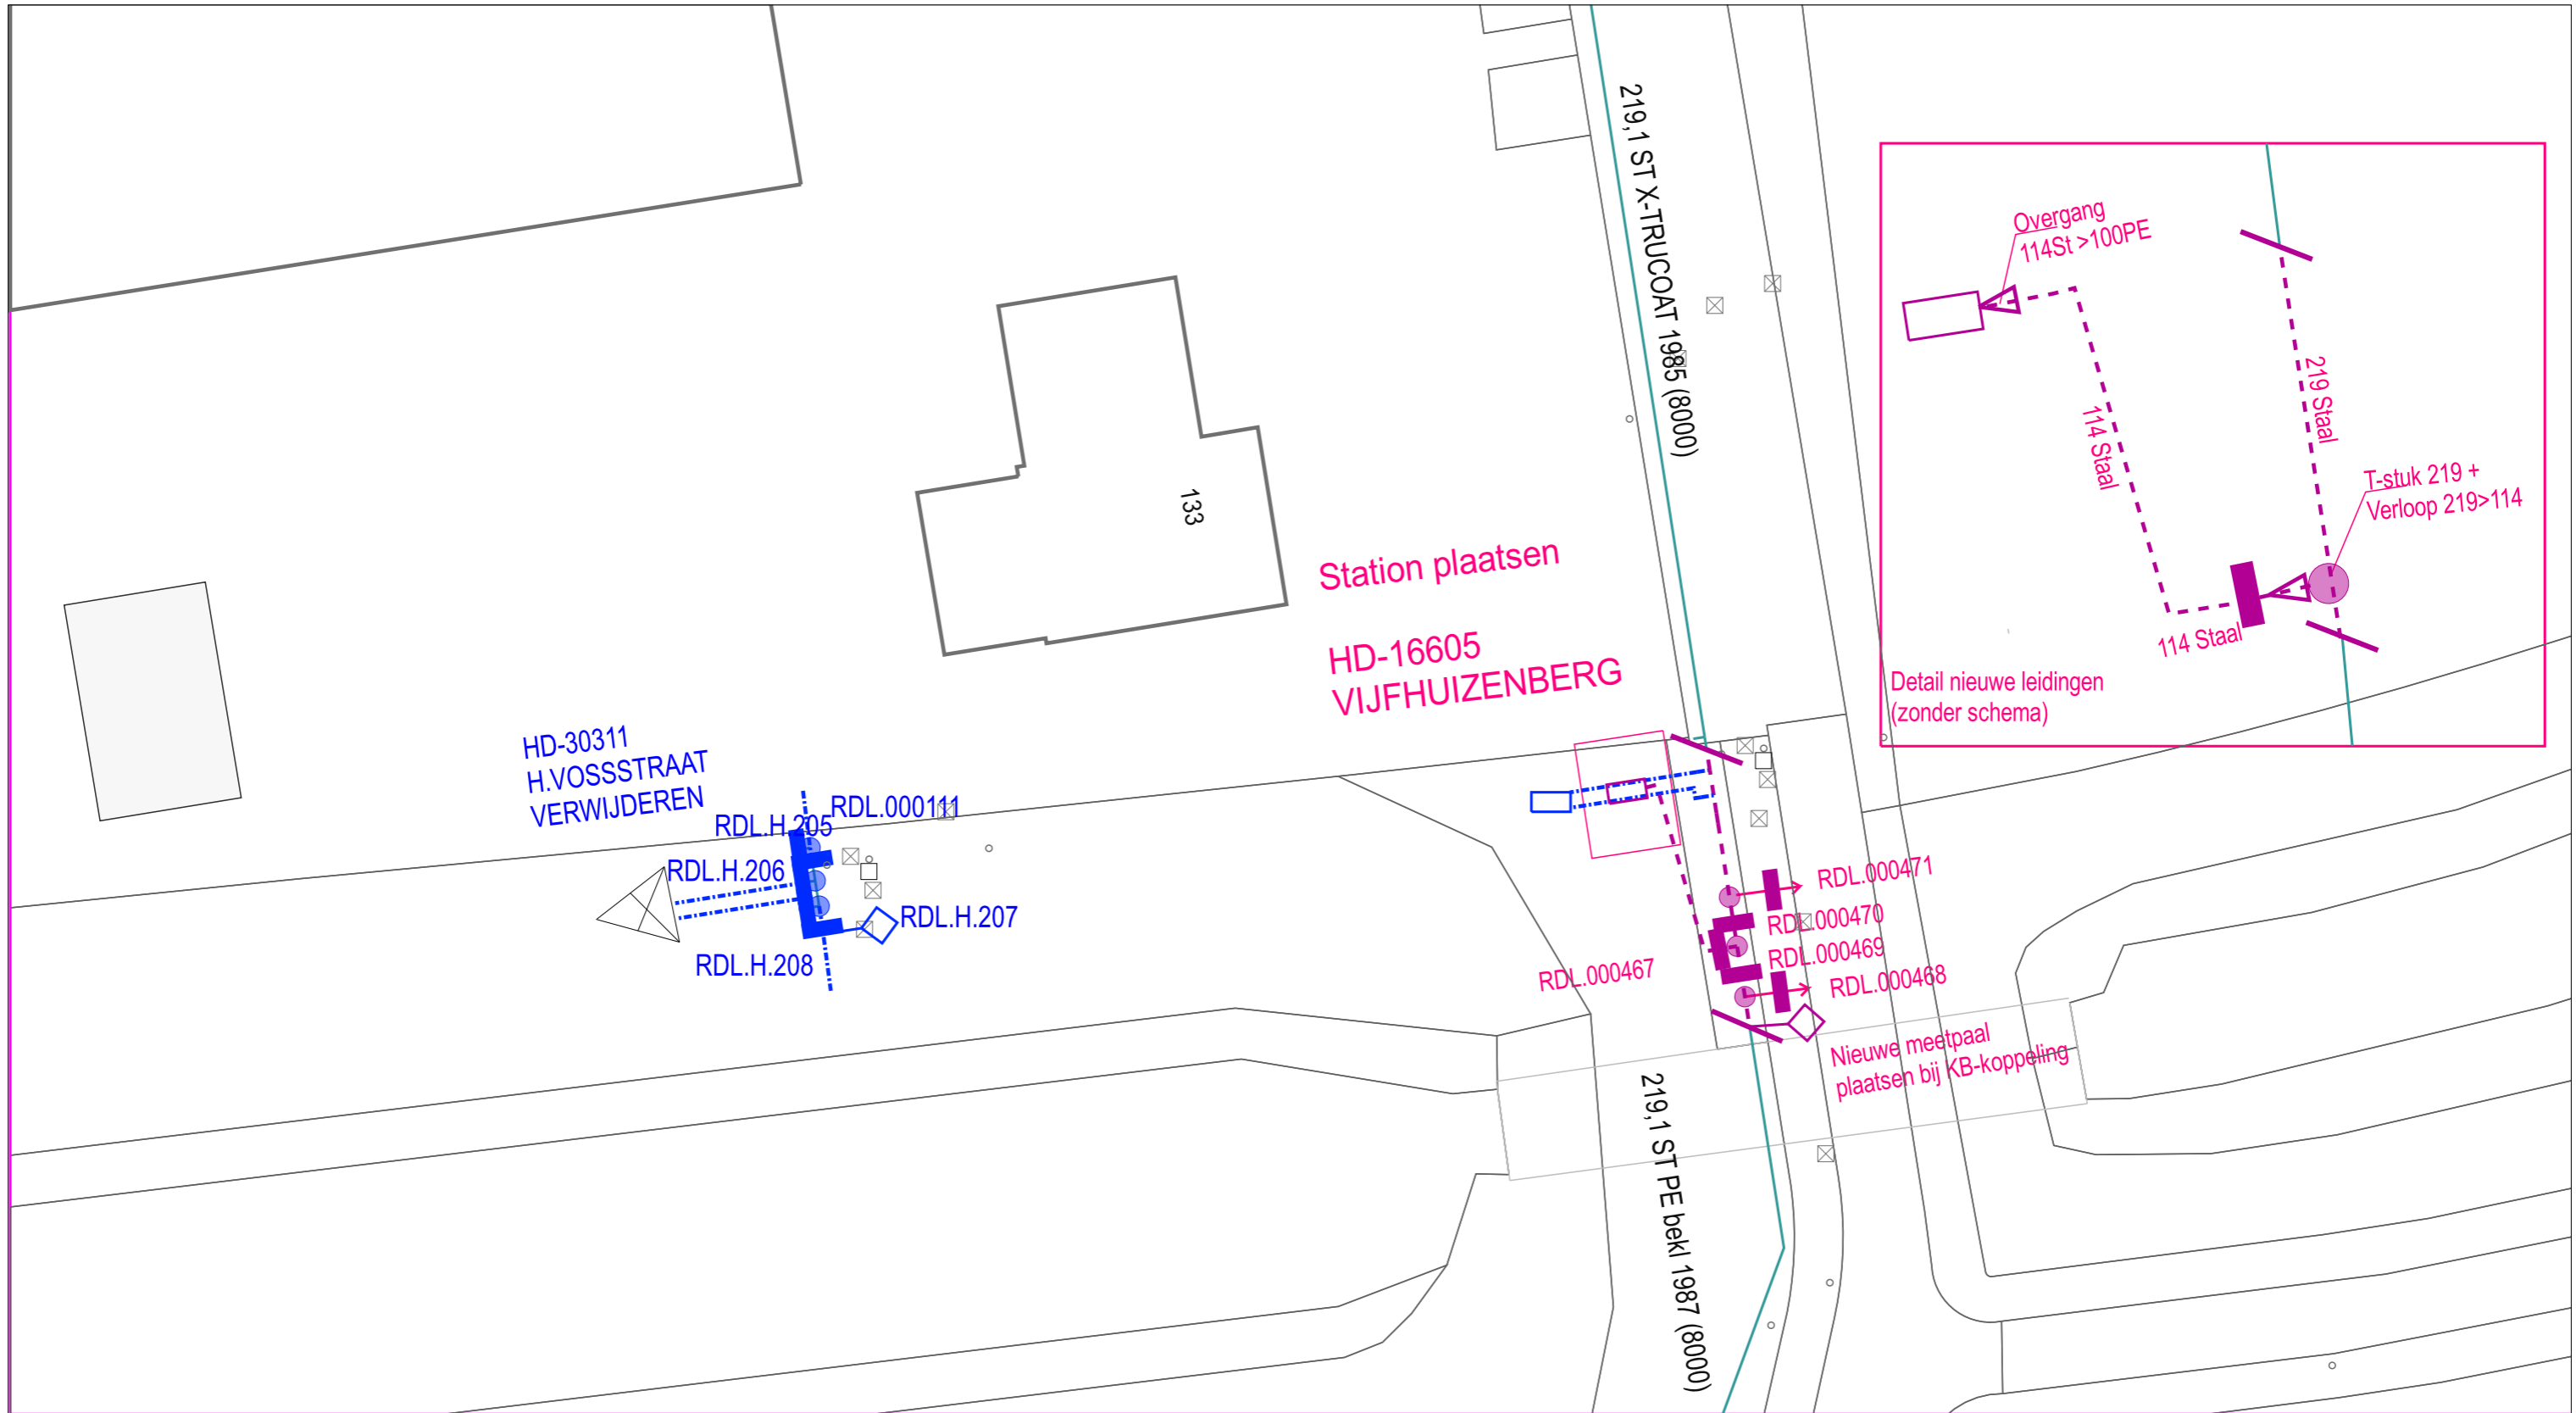 219,1 ST X-TRUCOAT 1985 (8000)
Overgang
114St >100PE
114 Staal
219 Staal
T-stuk 219 +
Verloop 219>114
114 Staal
Detail nieuwe leidingen
(zonder schema)
133
Station plaatsen
HD-16605
VIJFHUIZENBERG
HD-30311
H.VOSSSTRAAT
VERWIJDEREN
RDL.H.205
RDL.000111
RDL.H.206
RDL.H.207
RDL.H.208
RDL.000471
RDL.000470
RDL.000469
RDL.000468
RDL.000467
Nieuwe meetpaal
plaatsen bij KB-koppeling
219,1 ST PE bekl 1987 (8000)